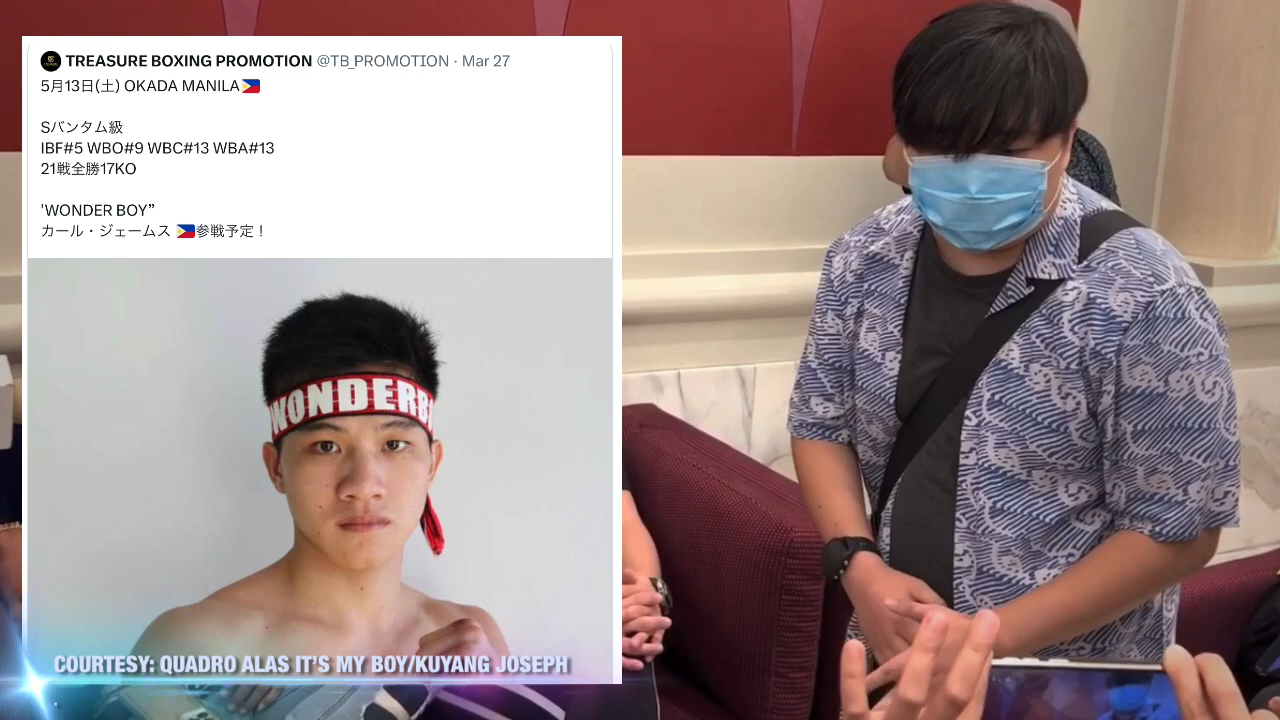 TREASURE BOXING PROMOTION @TB_PROMOTION · Mar 27
5月13日(土) OKADA MANILA🇵🇭
Sバンタム級
IBF#5 WBO#9 WBC#13 WBA#13
21戦全勝17KO
'WONDER BOY”
カール・ジェームス 🇵🇭参戦予定！
WONDERB
COURTESY: QUADRO ALAS IT'S MY BOY/KUYANG JOSEPH